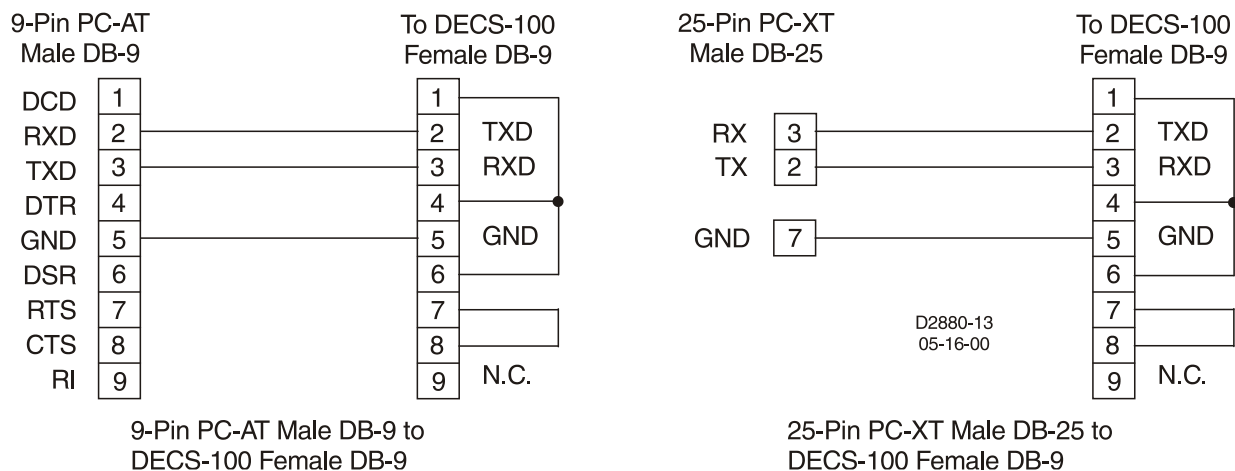 9-Pin PC-AT
Male DB-9
To DECS-100
Female DB-9
DCD 1 1
RXD 2 2 TXD
TXD 3 3 RXD
DTR 4 4
GND 5 5 GND
DSR 6 6
RTS 7 7
CTS 8 8
RI 9 9 N.C.
9-Pin PC-AT Male DB-9 to
DECS-100 Female DB-9
25-Pin PC-XT
Male DB-25
To DECS-100
Female DB-9
1
RX 3 2 TXD
TX 2 3 RXD
4
GND 7 5 GND
6
7
8
9 N.C.
D2880-13
05-16-00
25-Pin PC-XT Male DB-25 to
DECS-100 Female DB-9